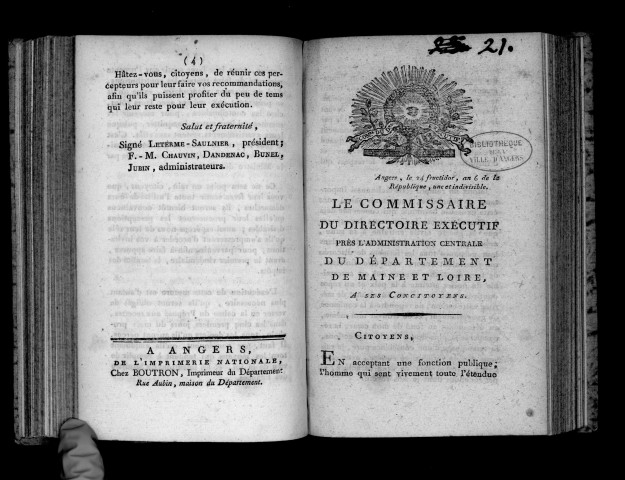 (4)
Hâtez-vous, citoyens, de réunir ces per-
cepteurs pour leur faire vos recommandations,
afin qu'ils puissent profiter du peu de tems
qui leur reste pour leur exécution.
Salut et fraternité,
Signé LETERME-SAULNIER, président;
F.-M. CHAUVIN, DANDENAC, BUNEL,
JUBIN, administrateurs.
A ANGERS,
DE L'IMPRIMERIE NATIONALE,
Chez BOUTRON, Imprimeur du Département
Rue Aubin, maison du Département.
21.
BIBLIOTHEQUE
DE LA
VILLE D'ANGERS
Angers, le 24 fructidor, an 6 de la
République, une et indivisible.
LE COMMISSAIRE
DU DIRECTOIRE EXÉCUTIF
PRÈS L'ADMINISTRATION CENTRALE
DU DÉPARTEMENT
DE MAINE ET LOIRE,
A SES CONCITOYENS.
CITOYENS,
EN acceptant une fonction publique;
l'homme qui sent vivement toute l'étendue